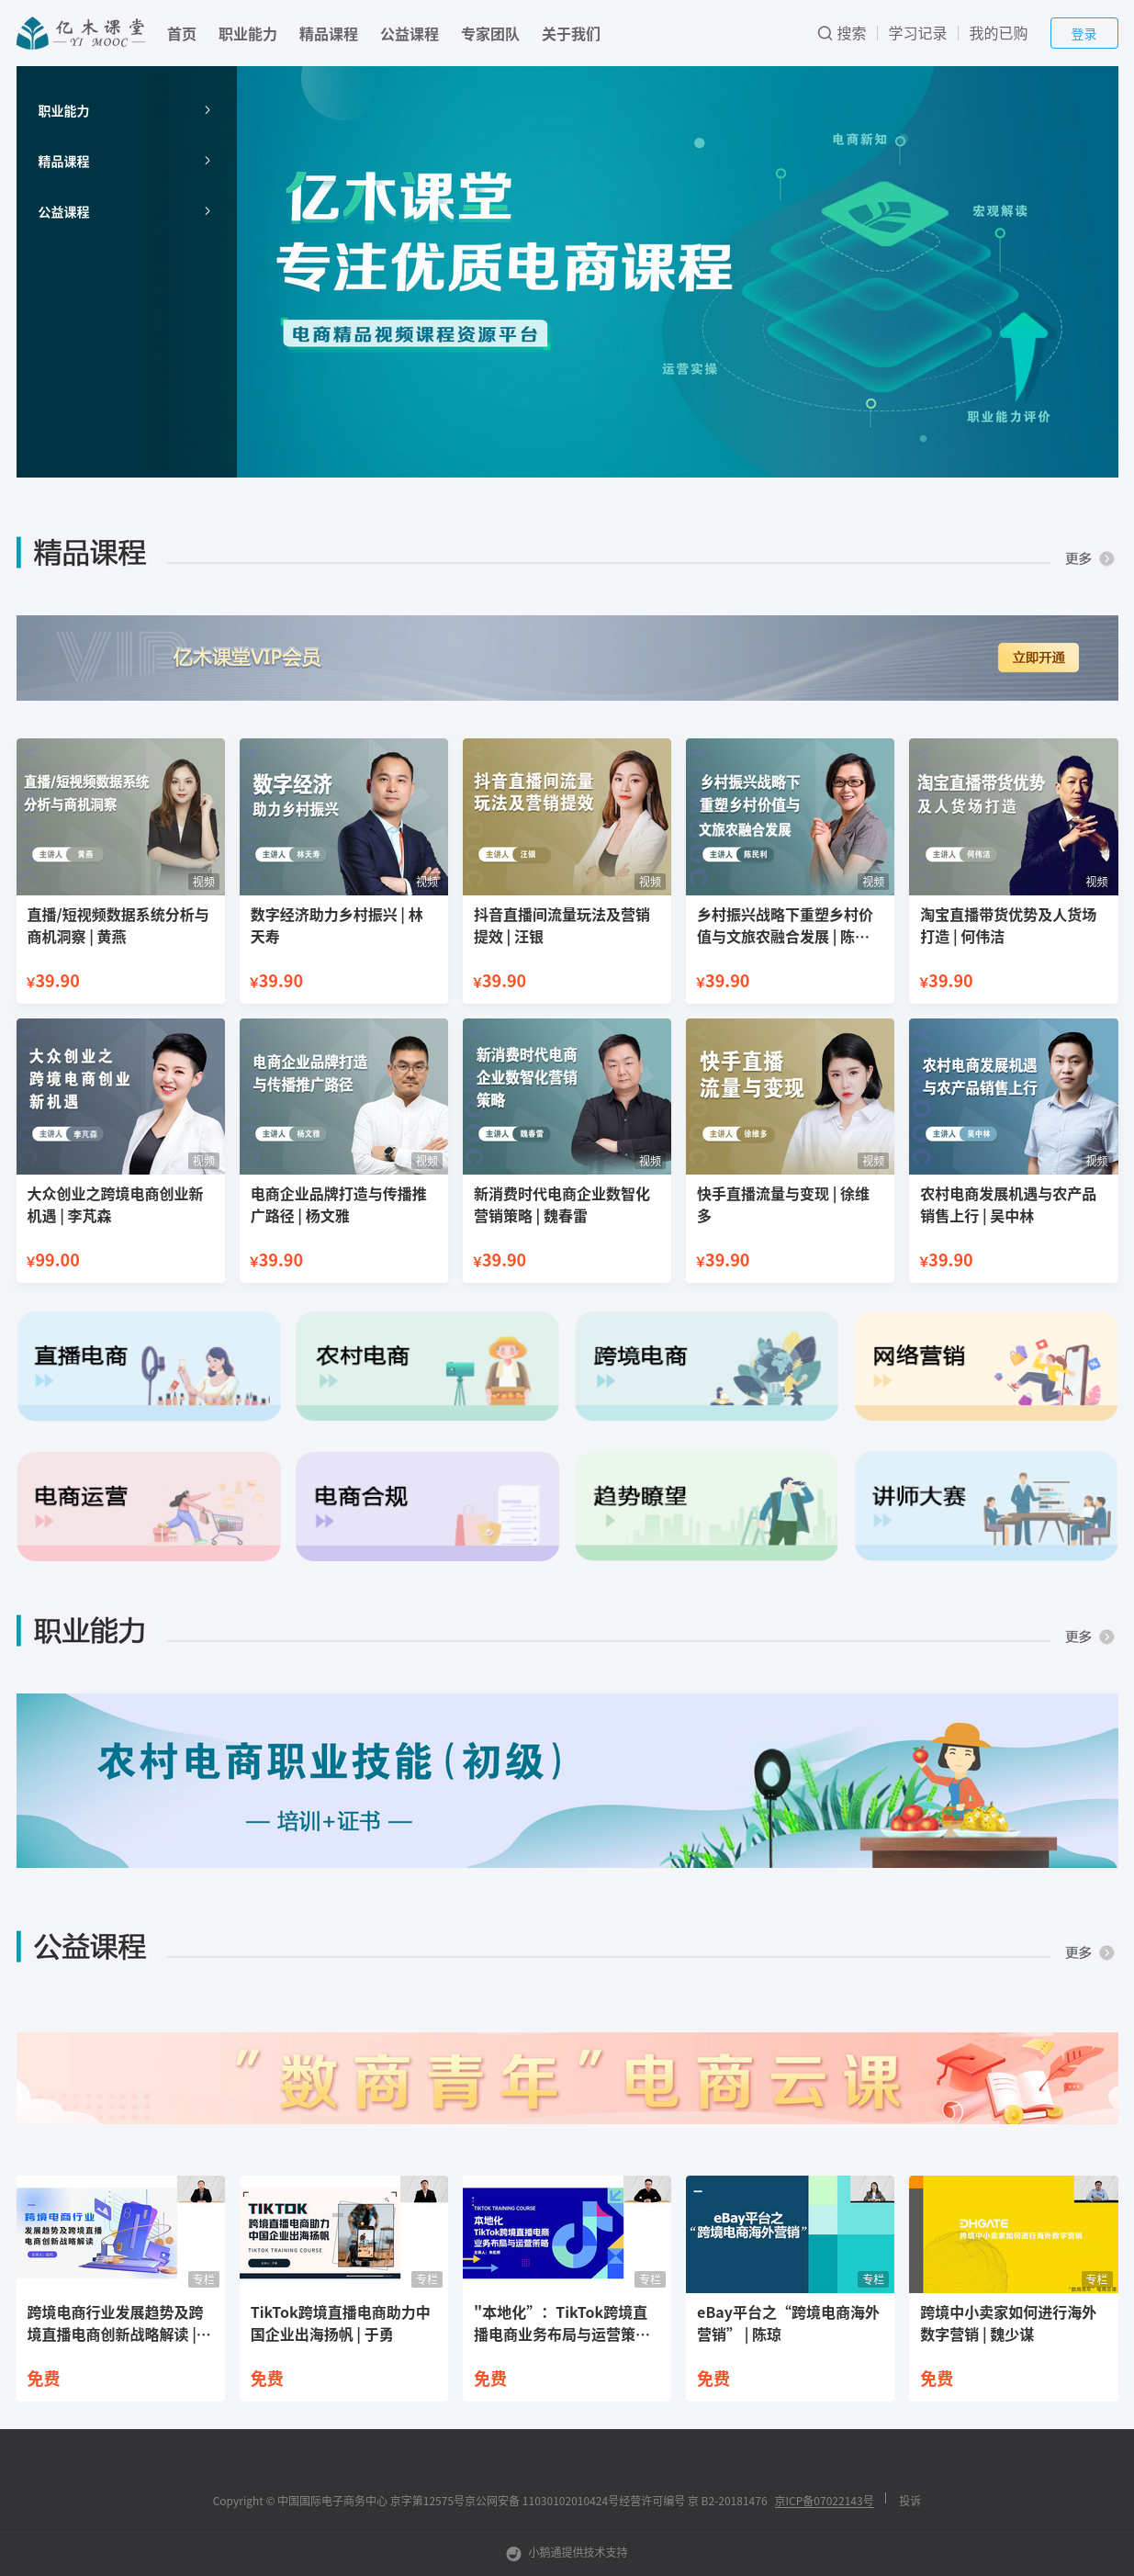 亿木课堂
YI MOOC
首页 职业能力 精品课程 公益课程 专家团队 关于我们
搜索 学习记录 我的已购 登录
职业能力
精品课程
公益课程
亿木课堂
专注优质电商课程
电商精品视频课程资源平台
电商新知
宏观解读
运营实操
职业能力评价
精品课程
更多
VIP
亿木课堂VIP会员
立即开通
直播/短视频数据系统
分析与商机洞察
主讲人 黄燕
视频
直播/短视频数据系统分析与
商机洞察 | 黄燕
¥39.90
数字经济
助力乡村振兴
主讲人 林天寿
视频
数字经济助力乡村振兴 | 林
天寿
¥39.90
抖音直播间流量
玩法及营销提效
主讲人 汪银
视频
抖音直播间流量玩法及营销
提效 | 汪银
¥39.90
乡村振兴战略下
重塑乡村价值与
文旅农融合发展
主讲人 陈民利
视频
乡村振兴战略下重塑乡村价
值与文旅农融合发展 | 陈…
¥39.90
淘宝直播带货优势
及人货场打造
主讲人 何伟洁
视频
淘宝直播带货优势及人货场
打造 | 何伟洁
¥39.90
大众创业之
跨境电商创业
新机遇
主讲人 李芃森
视频
大众创业之跨境电商创业新
机遇 | 李芃森
¥99.00
电商企业品牌打造
与传播推广路径
主讲人 杨文雅
视频
电商企业品牌打造与传播推
广路径 | 杨文雅
¥39.90
新消费时代电商
企业数智化营销
策略
主讲人 魏春雷
视频
新消费时代电商企业数智化
营销策略 | 魏春雷
¥39.90
快手直播
流量与变现
主讲人 徐维多
视频
快手直播流量与变现 | 徐维
多
¥39.90
农村电商发展机遇
与农产品销售上行
主讲人 吴中林
视频
农村电商发展机遇与农产品
销售上行 | 吴中林
¥39.90
直播电商
农村电商
跨境电商
网络营销
电商运营
电商合规
趋势瞭望
讲师大赛
职业能力
更多
农村电商职业技能(初级)
— 培训+证书 —
公益课程
更多
”数商青年”电商云课
跨境电商行业
发展趋势及跨境直播
电商创新战略解读
专栏
跨境电商行业发展趋势及跨
境直播电商创新战略解读 |…
免费
TIKTOK
跨境直播电商助力
中国企业出海扬帆
TIKTOK TRAINING COURSE
专栏
TikTok跨境直播电商助力中
国企业出海扬帆 | 于勇
免费
TIKTOK TRAINING COURSE
本地化
TikTok跨境直播电商
业务布局与运营策略
专栏
"本地化”：TikTok跨境直
播电商业务布局与运营策…
免费
eBay平台之
“跨境电商海外营销”
专栏
eBay平台之“跨境电商海外
营销” | 陈琼
免费
DHGATE
跨境中小卖家如何进行海外数字营销
专栏
"数商青年"电商云课
跨境中小卖家如何进行海外
数字营销 | 魏少谋
免费
Copyright © 中国国际电子商务中心 京字第12575号京公网安备 11030102010424号经营许可编号 京 B2-20181476 京ICP备07022143号 | 投诉
小鹅通提供技术支持